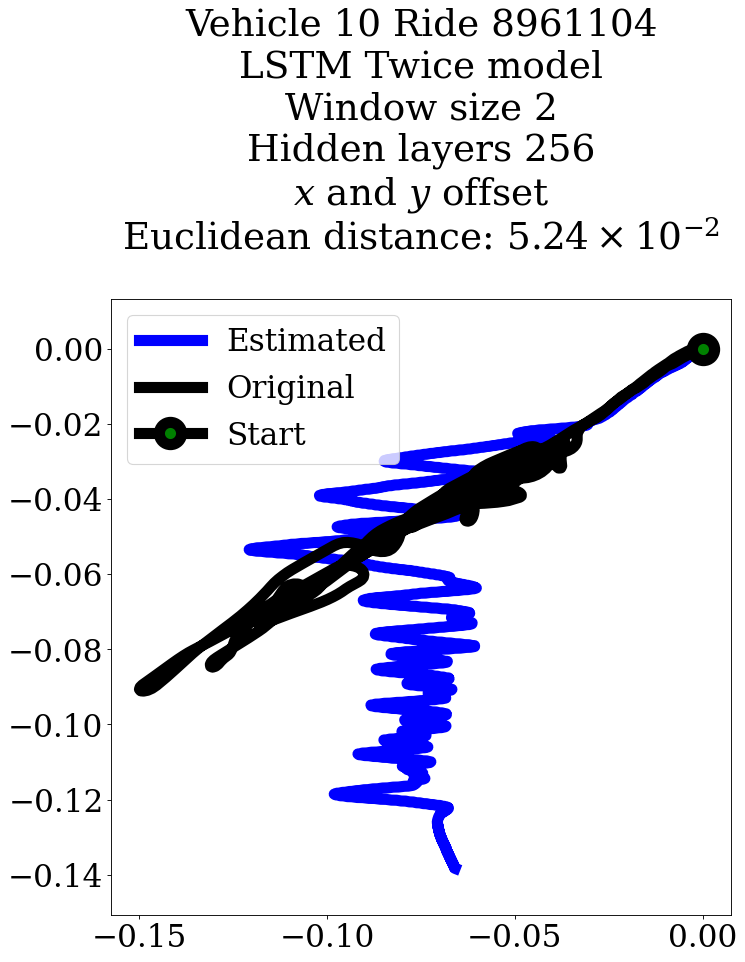 Vehicle 10 Ride 8961104
LSTM Twice model
Window size 2
Hidden layers 256
x and y offset
Euclidean distance: 5.24 × 10⁻²
Estimated
Original
Start
0.00
−0.02
−0.04
−0.06
−0.08
−0.10
−0.12
−0.14
−0.15
−0.10
−0.05
0.00